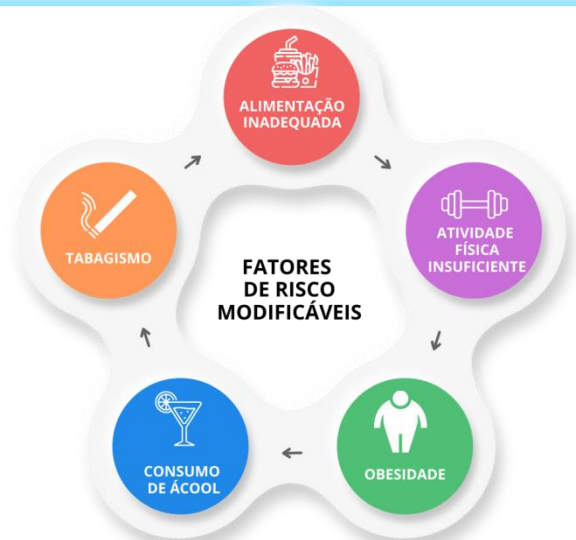 ALIMENTAÇÃO
INADEQUADA
ATIVIDADE
FÍSICA
INSUFICIENTE
TABAGISMO
FATORES
DE RISCO
MODIFICÁVEIS
CONSUMO
DE ÁCOOL
OBESIDADE